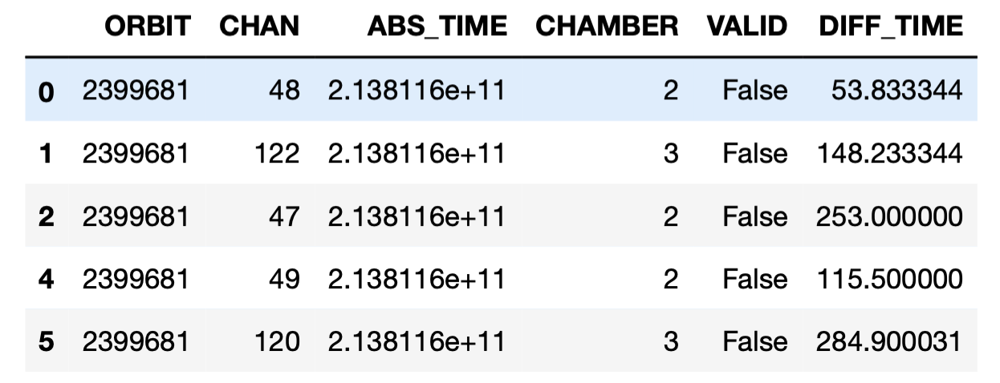 ORBIT CHAN ABS_TIME CHAMBER VALID DIFF_TIME
0 2399681 48 2.138116e+11 2 False 53.833344
1 2399681 122 2.138116e+11 3 False 148.233344
2 2399681 47 2.138116e+11 2 False 253.000000
4 2399681 49 2.138116e+11 2 False 115.500000
5 2399681 120 2.138116e+11 3 False 284.900031